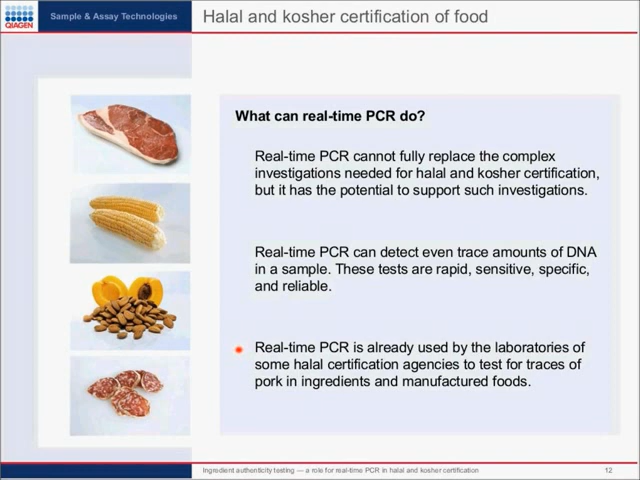 QIAGEN
Sample & Assay Technologies
Halal and kosher certification of food
What can real-time PCR do?
Real-time PCR cannot fully replace the complex
investigations needed for halal and kosher certification,
but it has the potential to support such investigations.
Real-time PCR can detect even trace amounts of DNA
in a sample. These tests are rapid, sensitive, specific,
and reliable.
Real-time PCR is already used by the laboratories of
some halal certification agencies to test for traces of
pork in ingredients and manufactured foods.
Ingredient authenticity testing — a role for real-time PCR in halal and kosher certification
12